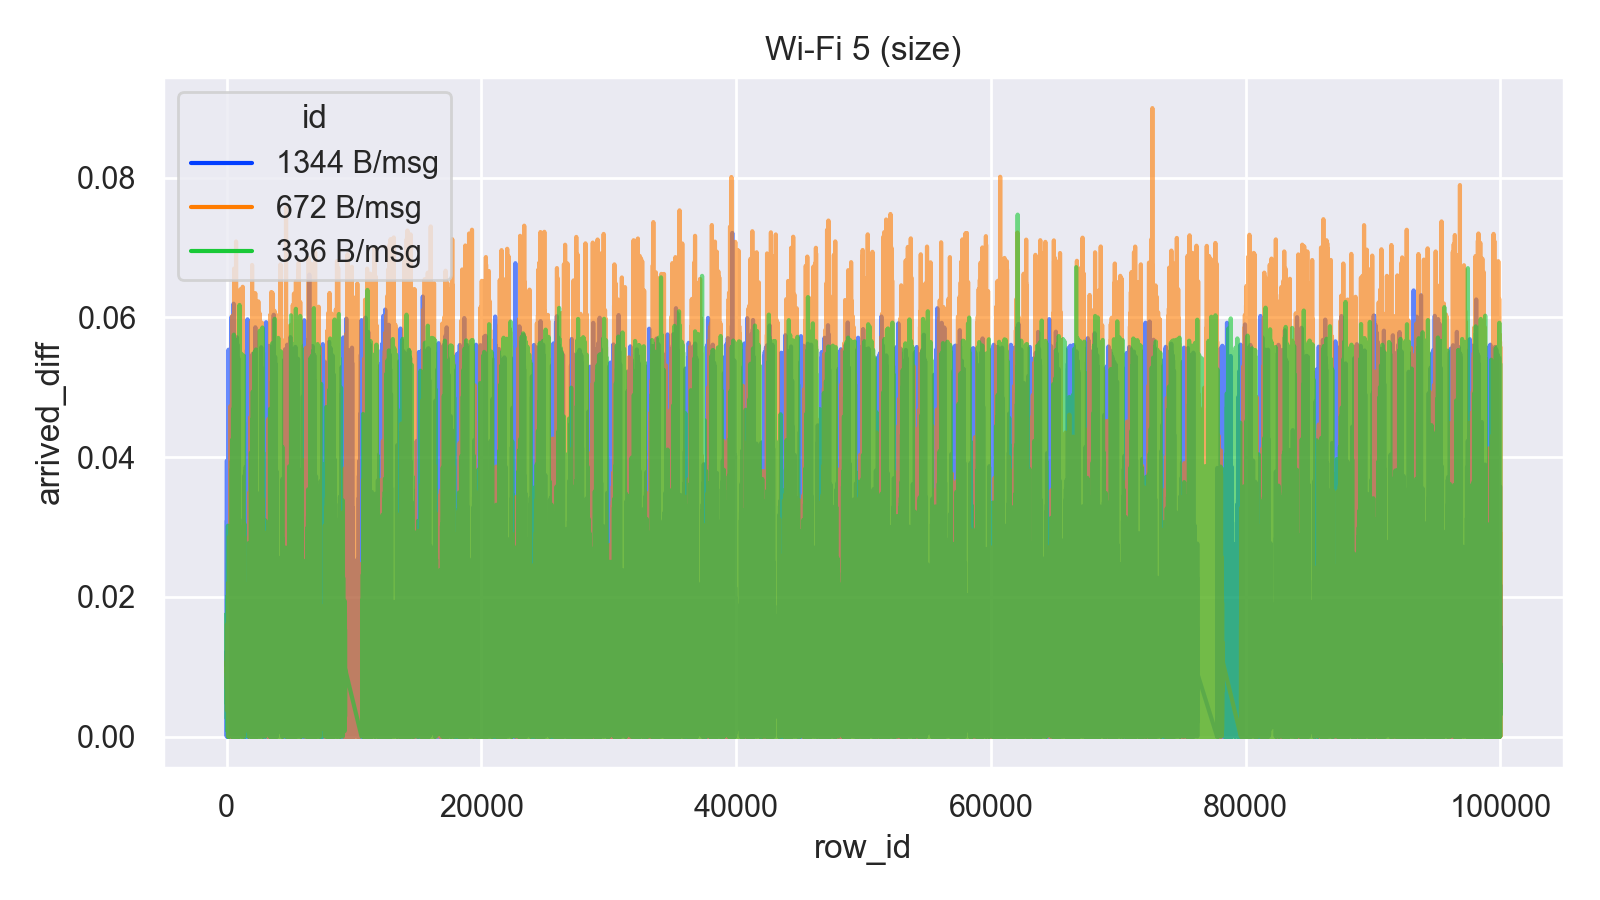 Wi-Fi 5 (size)
id
1344 B/msg
672 B/msg
336 B/msg
arrived_diff
0.08
0.06
0.04
0.02
0.00
0
20000
40000
60000
80000
100000
row_id